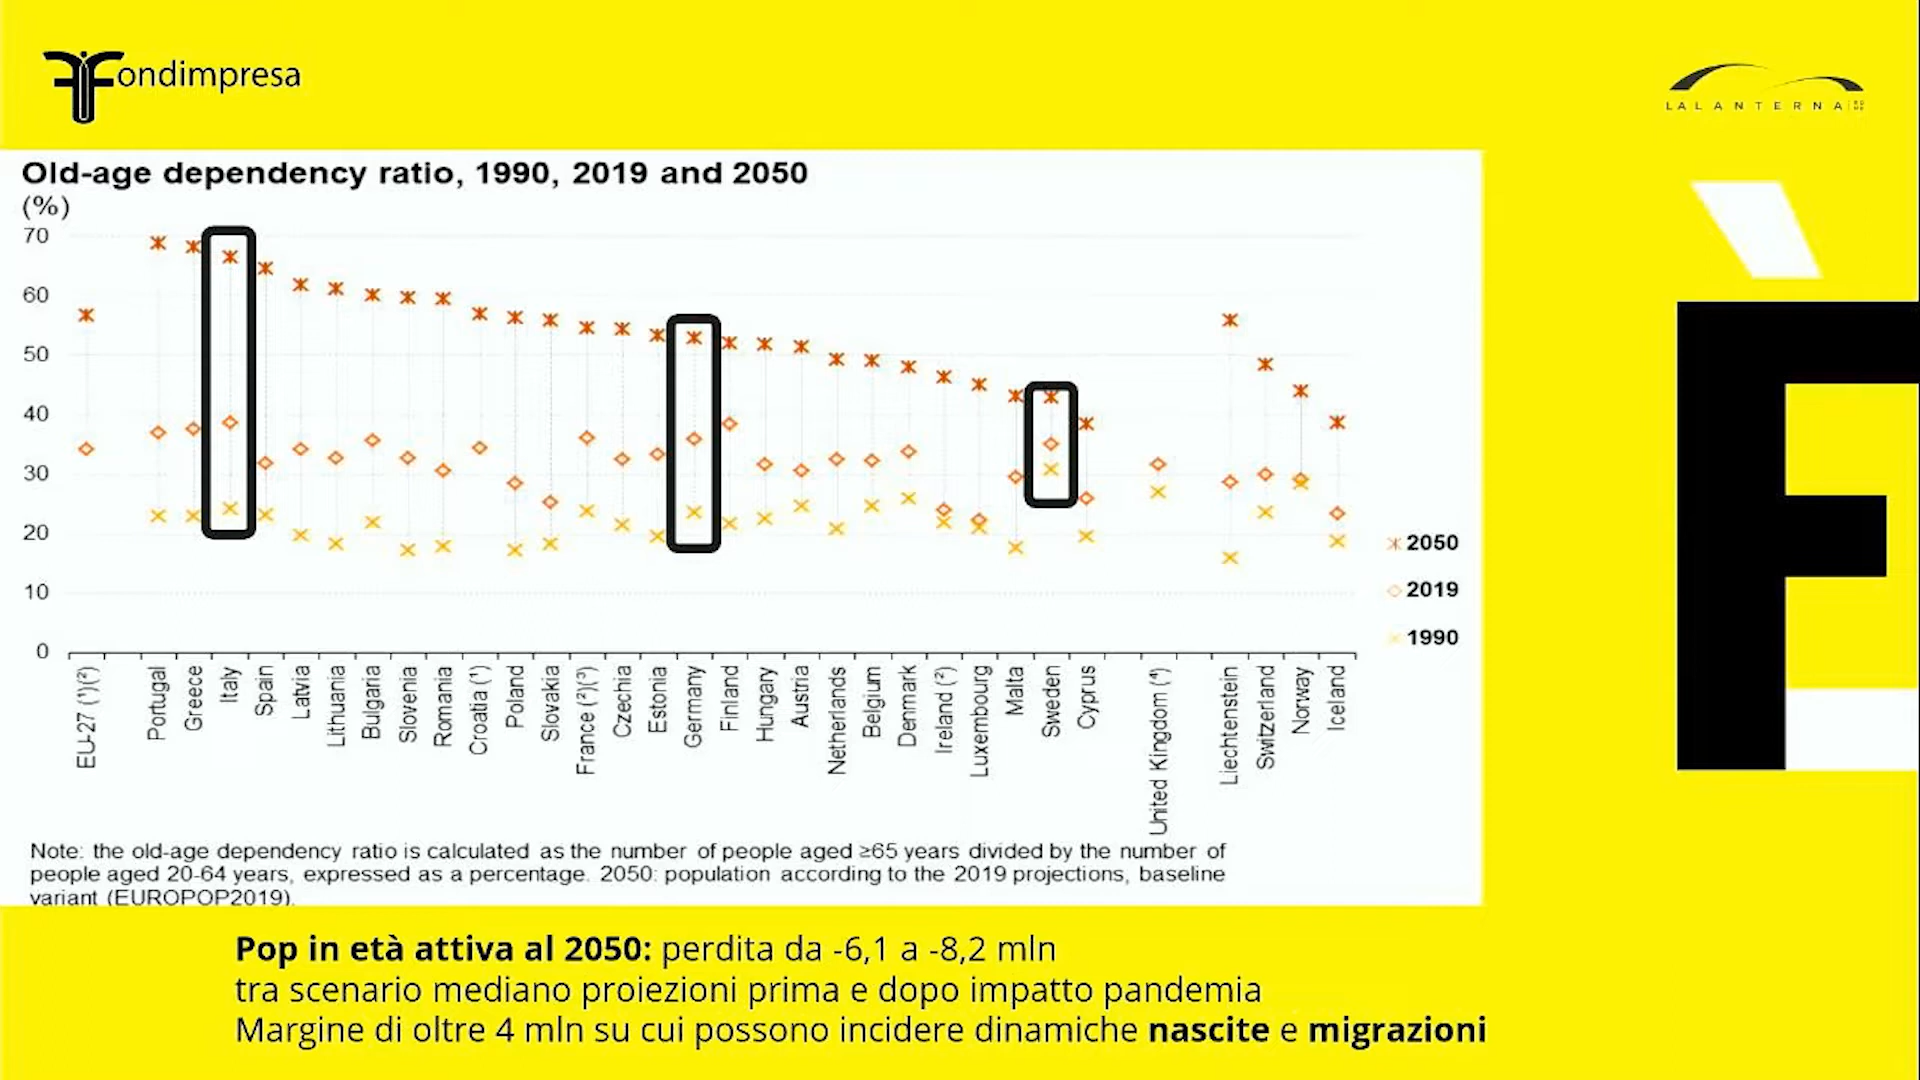 Fondimpresa
LALANTERNA
Old-age dependency ratio, 1990, 2019 and 2050
(%)
70
60
50
40
30
20
10
0
2050
2019
1990
EU-27 (¹)(²)
Portugal
Greece
Italy
Spain
Latvia
Lithuania
Bulgaria
Slovenia
Romania
Croatia (¹)
Poland
Slovakia
France (²)(³)
Czechia
Estonia
Germany
Finland
Hungary
Austria
Netherlands
Belgium
Denmark
Ireland (²)
Luxembourg
Malta
Sweden
Cyprus
United Kingdom (⁴)
Liechtenstein
Switzerland
Norway
Iceland
Note: the old-age dependency ratio is calculated as the number of people aged ≥65 years divided by the number of
people aged 20-64 years, expressed as a percentage. 2050: population according to the 2019 projections, baseline
variant (EUROPOP2019).
Pop in età attiva al 2050: perdita da -6,1 a -8,2 mln
tra scenario mediano proiezioni prima e dopo impatto pandemia
Margine di oltre 4 mln su cui possono incidere dinamiche nascite e migrazioni